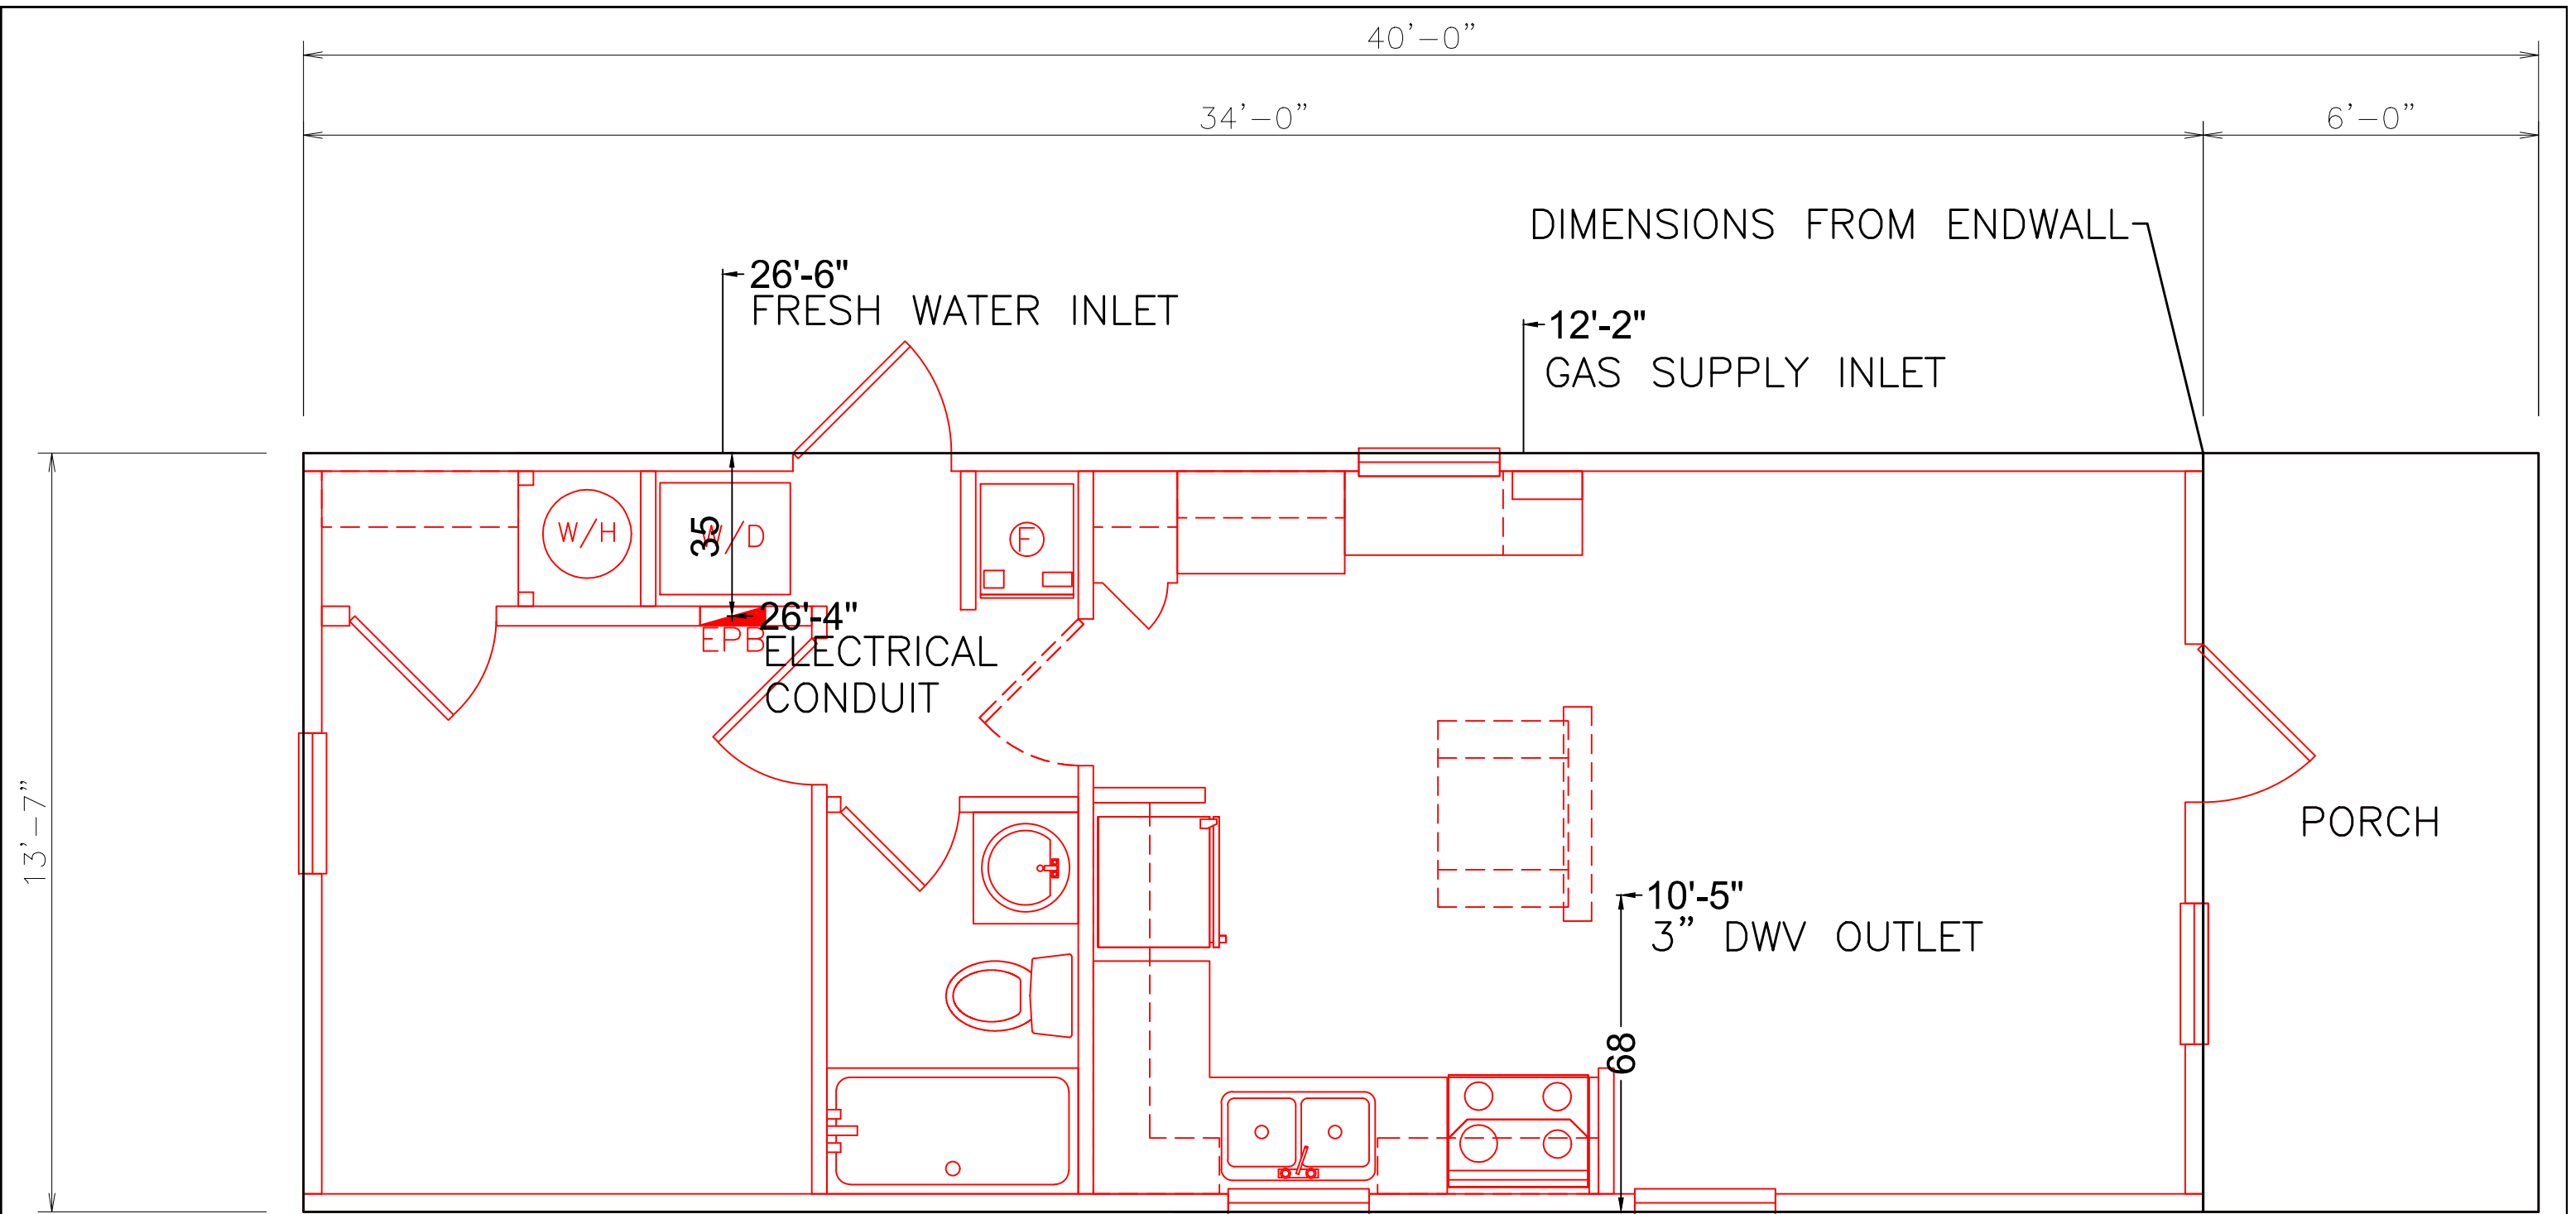 40'-0"
34'-0"
6'-0"
DIMENSIONS FROM ENDWALL
26'-6"
FRESH WATER INLET
12'-2"
GAS SUPPLY INLET
W/H
35
W/D
F
26'-4"
EPB
ELECTRICAL
CONDUIT
13'-7"
PORCH
10'-5"
3" DWV OUTLET
68